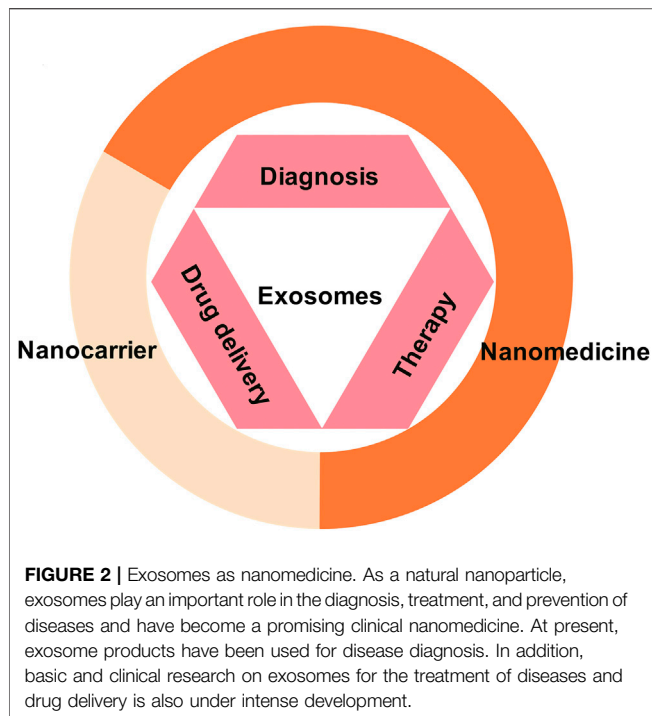 Diagnosis
Drug delivery
Exosomes
Therapy
Nanocarrier
Nanomedicine
FIGURE 2 | Exosomes as nanomedicine. As a natural nanoparticle,
exosomes play an important role in the diagnosis, treatment, and prevention of
diseases and have become a promising clinical nanomedicine. At present,
exosome products have been used for disease diagnosis. In addition,
basic and clinical research on exosomes for the treatment of diseases and
drug delivery is also under intense development.